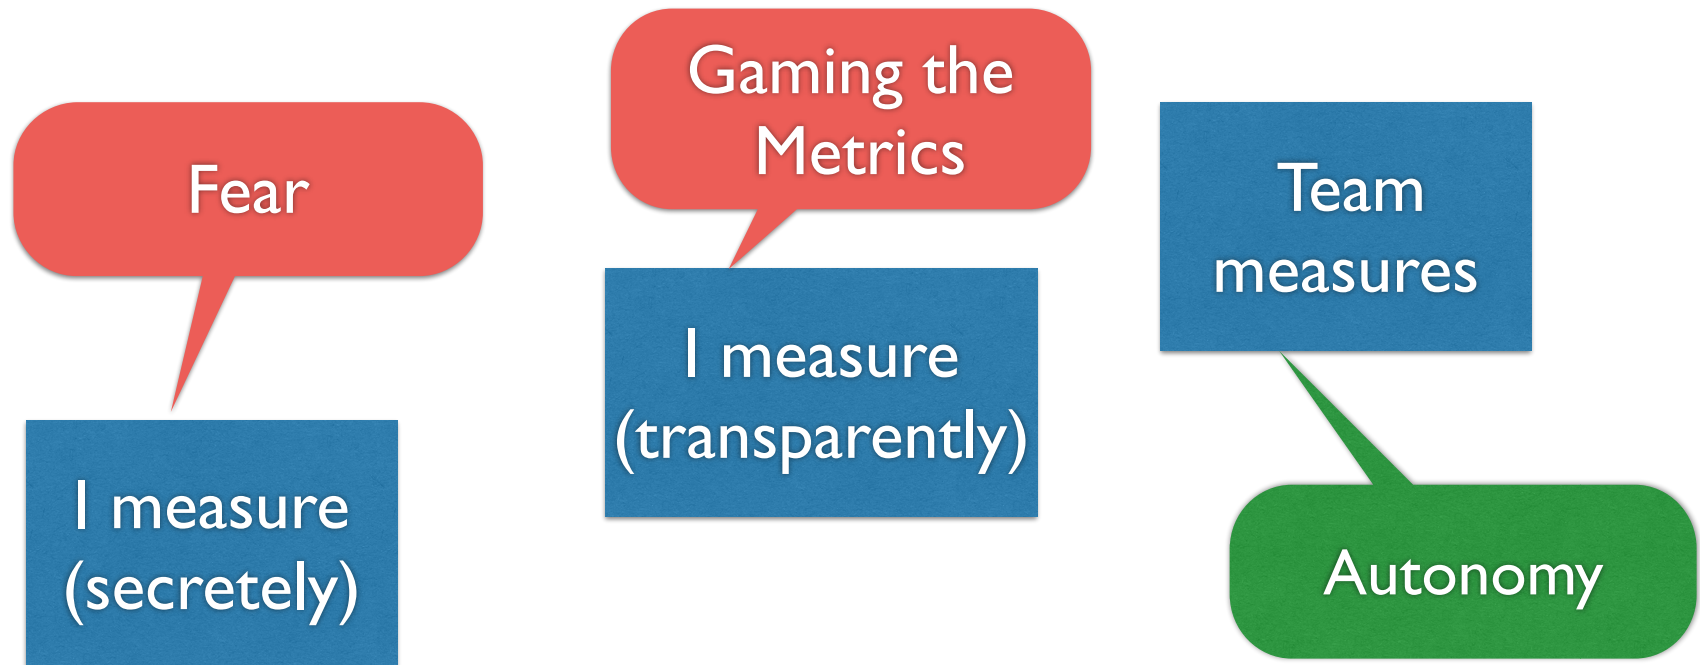 Fear
I measure
(secretely)
Gaming the
Metrics
I measure
(transparently)
Team
measures
Autonomy